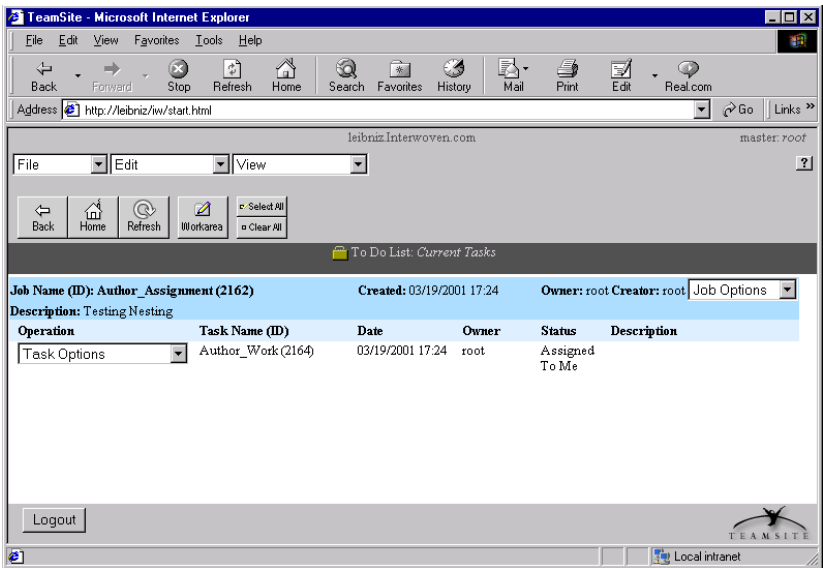 TeamSite - Microsoft Internet Explorer
File Edit View Favorites Tools Help
Back Forward Stop Refresh Home Search Favorites History Mail Print Edit Real.com
Address http://leibniz/iw/start.html Go Links »
leibniz.Interwoven.com master: root
File Edit View ?
Back Home Refresh Workarea Select All
Clear All
To Do List: Current Tasks
Job Name (ID): Author_Assignment (2162) Created: 03/19/2001 17:24 Owner: root Creator: root Job Options
Description: Testing Nesting
Operation Task Name (ID) Date Owner Status Description
Task Options Author_Work (2164) 03/19/2001 17:24 root Assigned
To Me
Logout
TEAMSITE
Local intranet